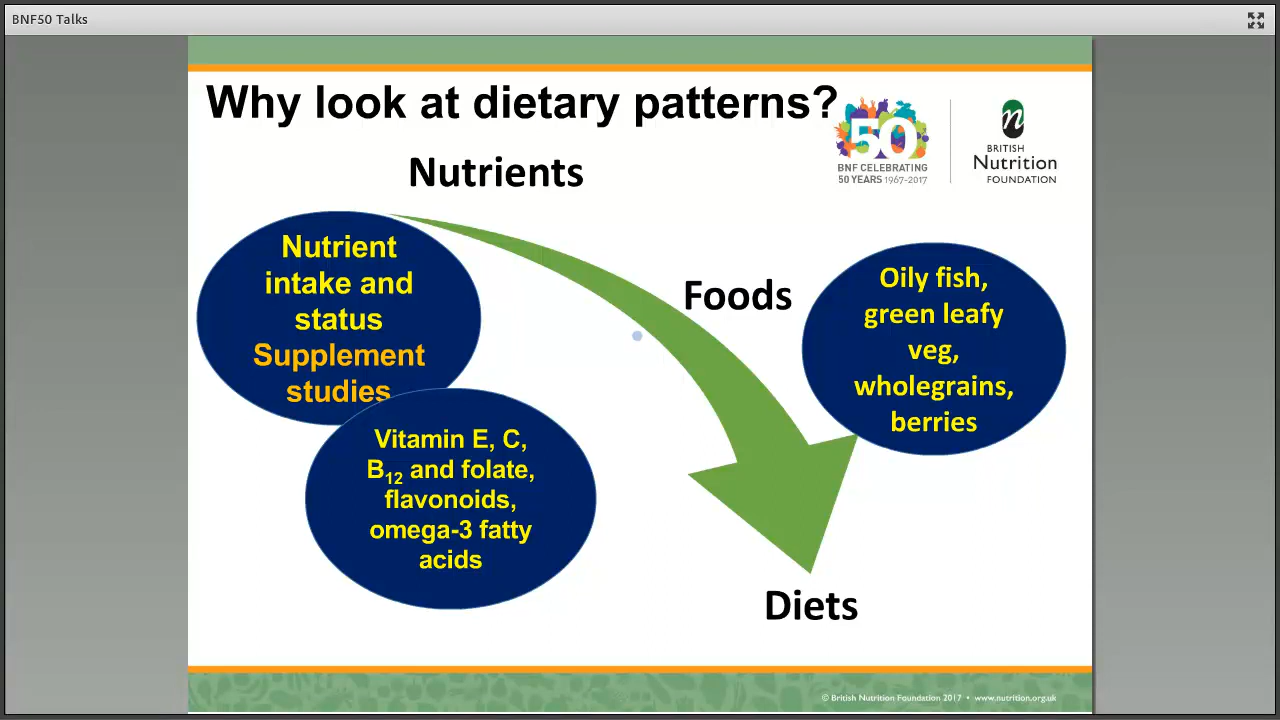 BNF50 Talks
Why look at dietary patterns?
50
BNF CELEBRATING
50 YEARS 1967-2017
n
BRITISH
Nutrition
FOUNDATION
Nutrients
Nutrient
intake and
status
Supplement
studies
Vitamin E, C,
B₁₂ and folate,
flavonoids,
omega-3 fatty
acids
Foods
Oily fish,
green leafy
veg,
wholegrains,
berries
Diets
© British Nutrition Foundation 2017 • www.nutrition.org.uk